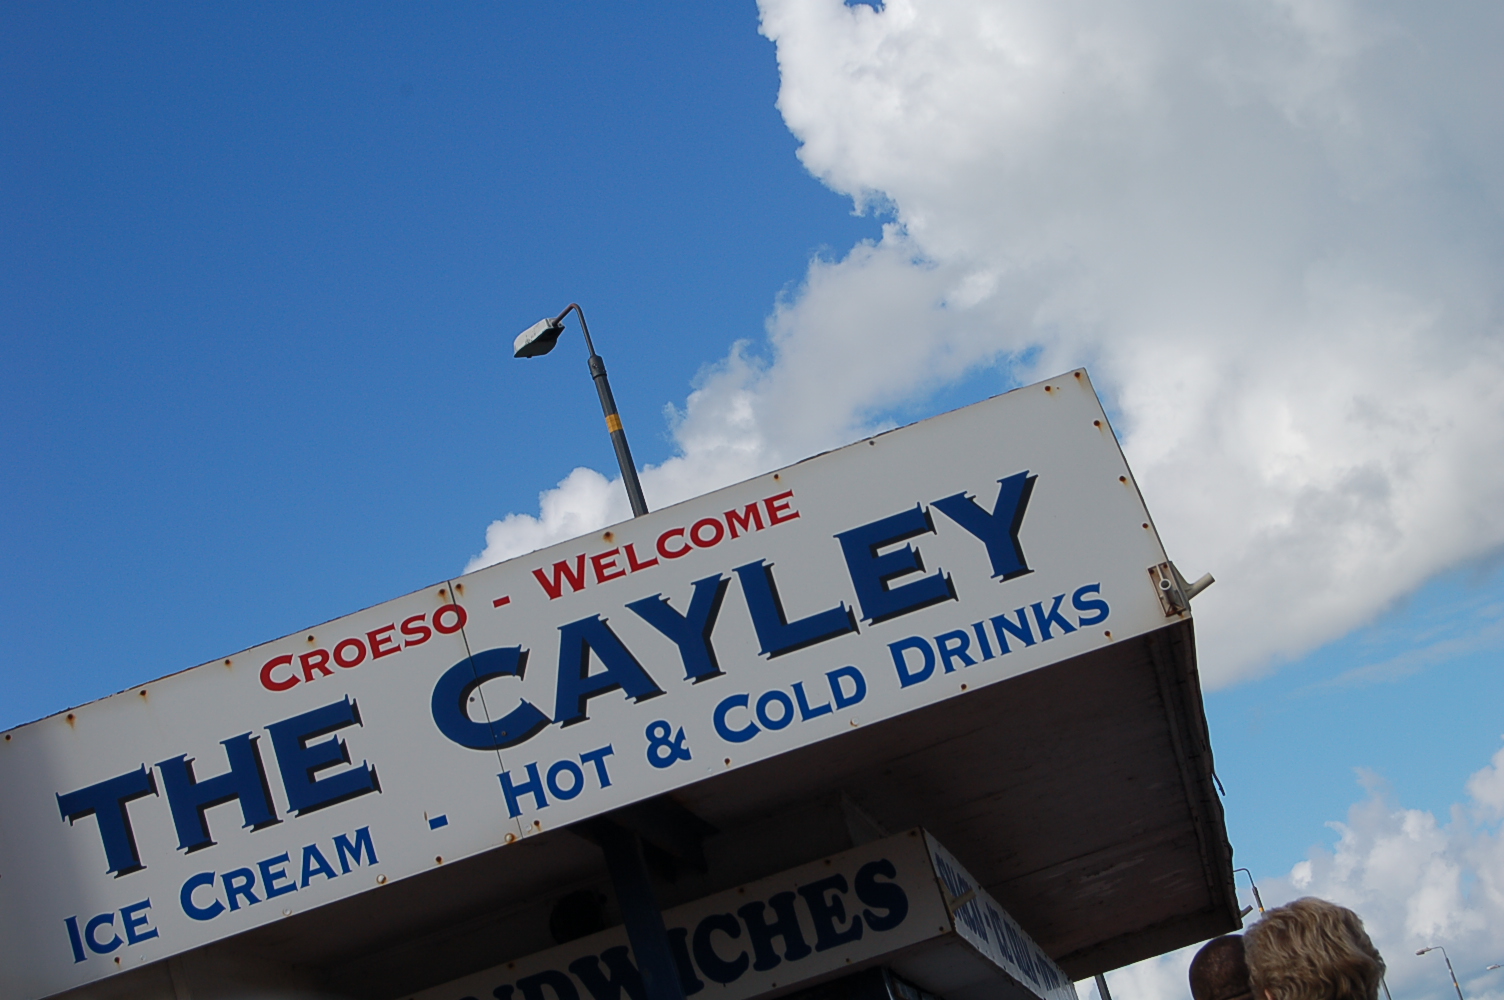 CROESO - WELCOME
THE CAYLEY
ICE CREAM - HOT & COLD DRINKS